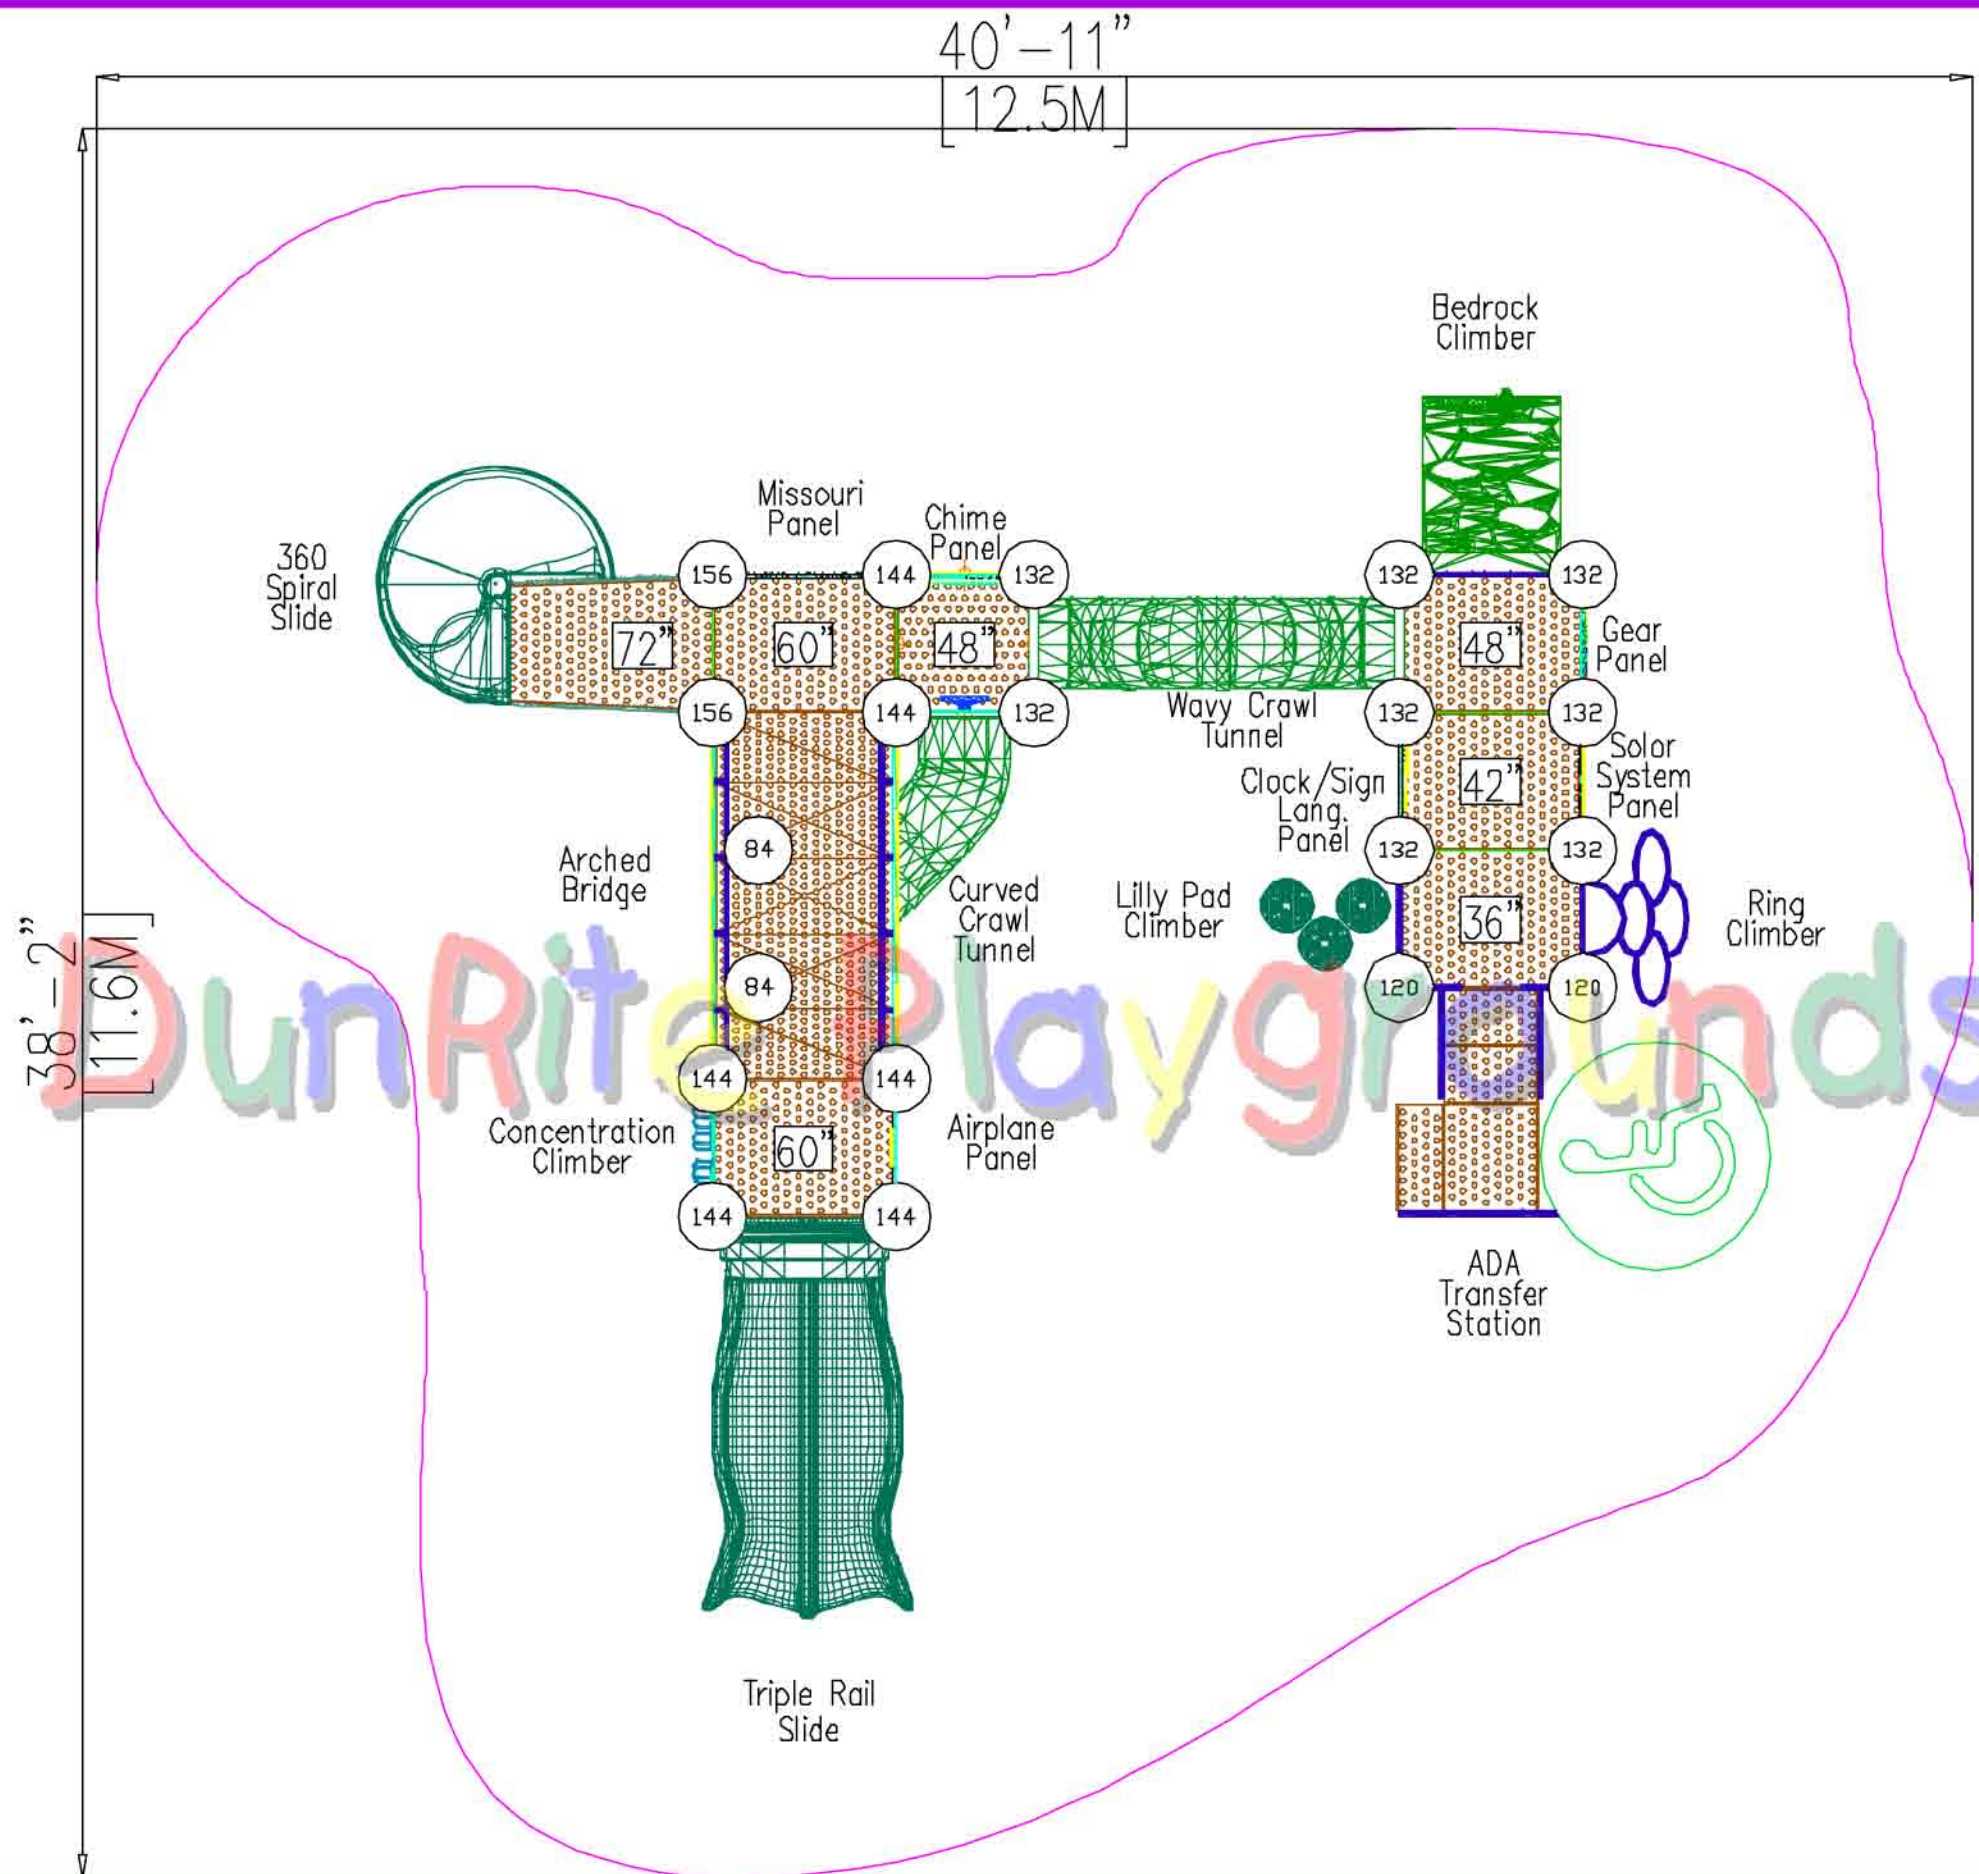 40'-11"
[12.5M]
38'-2"
[11.6M]
Bedrock
Climber
Missouri
Panel
Chime
Panel
360
Spiral
Slide
156
144
132
132
132
72"
60"
48"
48"
Gear
Panel
156
144
132
132
132
Wavy Crawl
Tunnel
Solor
System
Panel
Clock/Sign
Lang.
Panel
42"
84
132
132
Arched
Bridge
Curved
Crawl
Tunnel
Lilly Pad
Climber
36"
Ring
Climber
84
120
120
DunRite Playgrounds
144
144
Concentration
Climber
60"
Airplane
Panel
144
144
ADA
Transfer
Station
Triple Rail
Slide